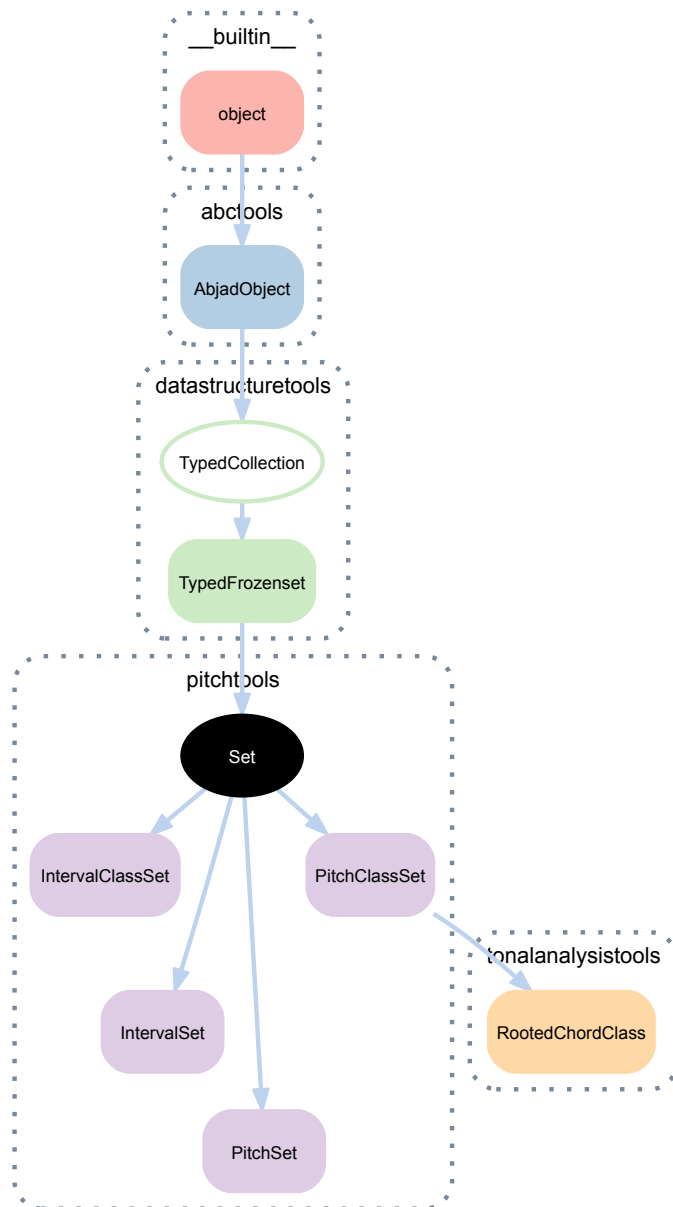 __builtin__
object
abctools
AbjadObject
datastructuretools
TypedCollection
TypedFrozenset
pitchtools
Set
IntervalClassSet
PitchClassSet
tonalanalysistools
IntervalSet
RootedChordClass
PitchSet